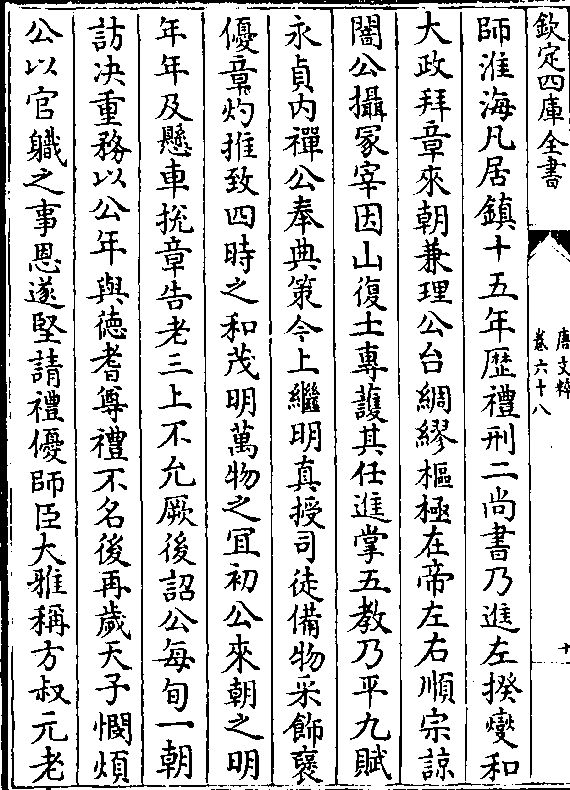 欽定四庫全書
唐文粹
卷六十八
十
師淮海凡居鎮十五年歴禮刑二尚書乃進左揆燮和
大政拜章來朝兼理公台綢繆樞極在帝左右順宗諒
闇公攝冢宰因山復土專䕶其任進掌五教乃平九賦
永貞内禪公奉典策今上繼明真授司徒備物采飾襃
優章灼推致四時之和茂明萬物之冝初公來朝之明
年年及懸車捝章告老三上不允厥後詔公每旬一朝
訪決重務以公年與徳耆尊禮不名後再歲天子憫煩
公以官職之事恩遂堅請禮優師臣大雅稱方叔元老